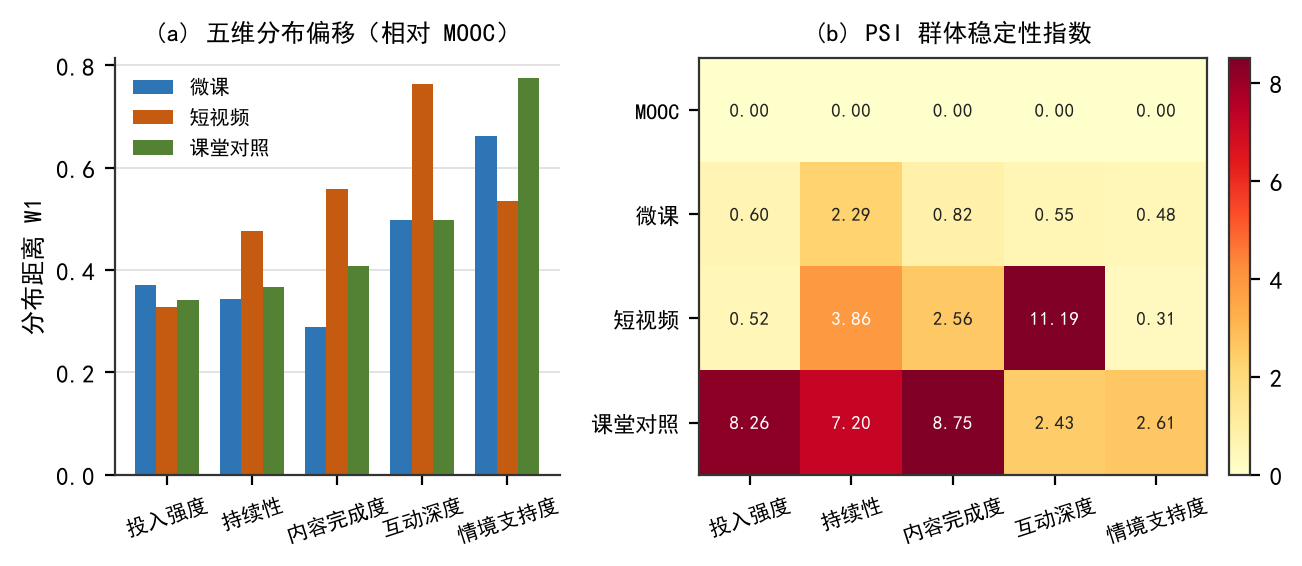 (a) 五维分布偏移（相对 MOOC）
分布距离 W1
0.8
0.6
0.4
0.2
0.0
微课
短视频
课堂对照
投入强度
持续性
内容完成度
互动深度
情境支持度
(b) PSI 群体稳定性指数
MOOC 0.00 0.00 0.00 0.00 0.00
微课 0.60 2.29 0.82 0.55 0.48
短视频 0.52 3.86 2.56 11.19 0.31
课堂对照 8.26 7.20 8.75 2.43 2.61
投入强度
持续性
内容完成度
互动深度
情境支持度
8
6
4
2
0